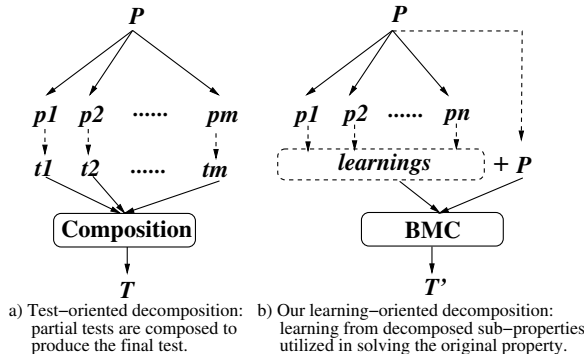 P
p1 p2 ...... pm
t1 t2 ...... tm
Composition
T
a) Test-oriented decomposition:
partial tests are composed to
produce the final test.
P
p1 p2 ...... pn
learnings + P
BMC
T'
b) Our learning-oriented decomposition:
learning from decomposed sub-properties
utilized in solving the original property.